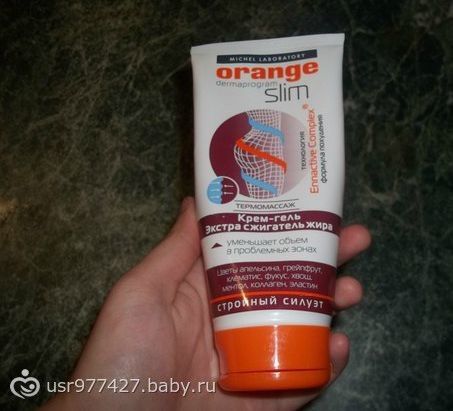 MICHEL LABORATORY
orange
dermaprogram
slim
технология
Ennactive Complex®
формула похудения
ТЕРМОМАССАЖ
Крем-гель
Экстра сжигатель жира
уменьшает объем
в проблемных зонах
Цветы апельсина, грейпфрут,
клематис, фукус, хвощ,
ментол, коллаген, эластин
стройный силуэт
usr977427.baby.ru